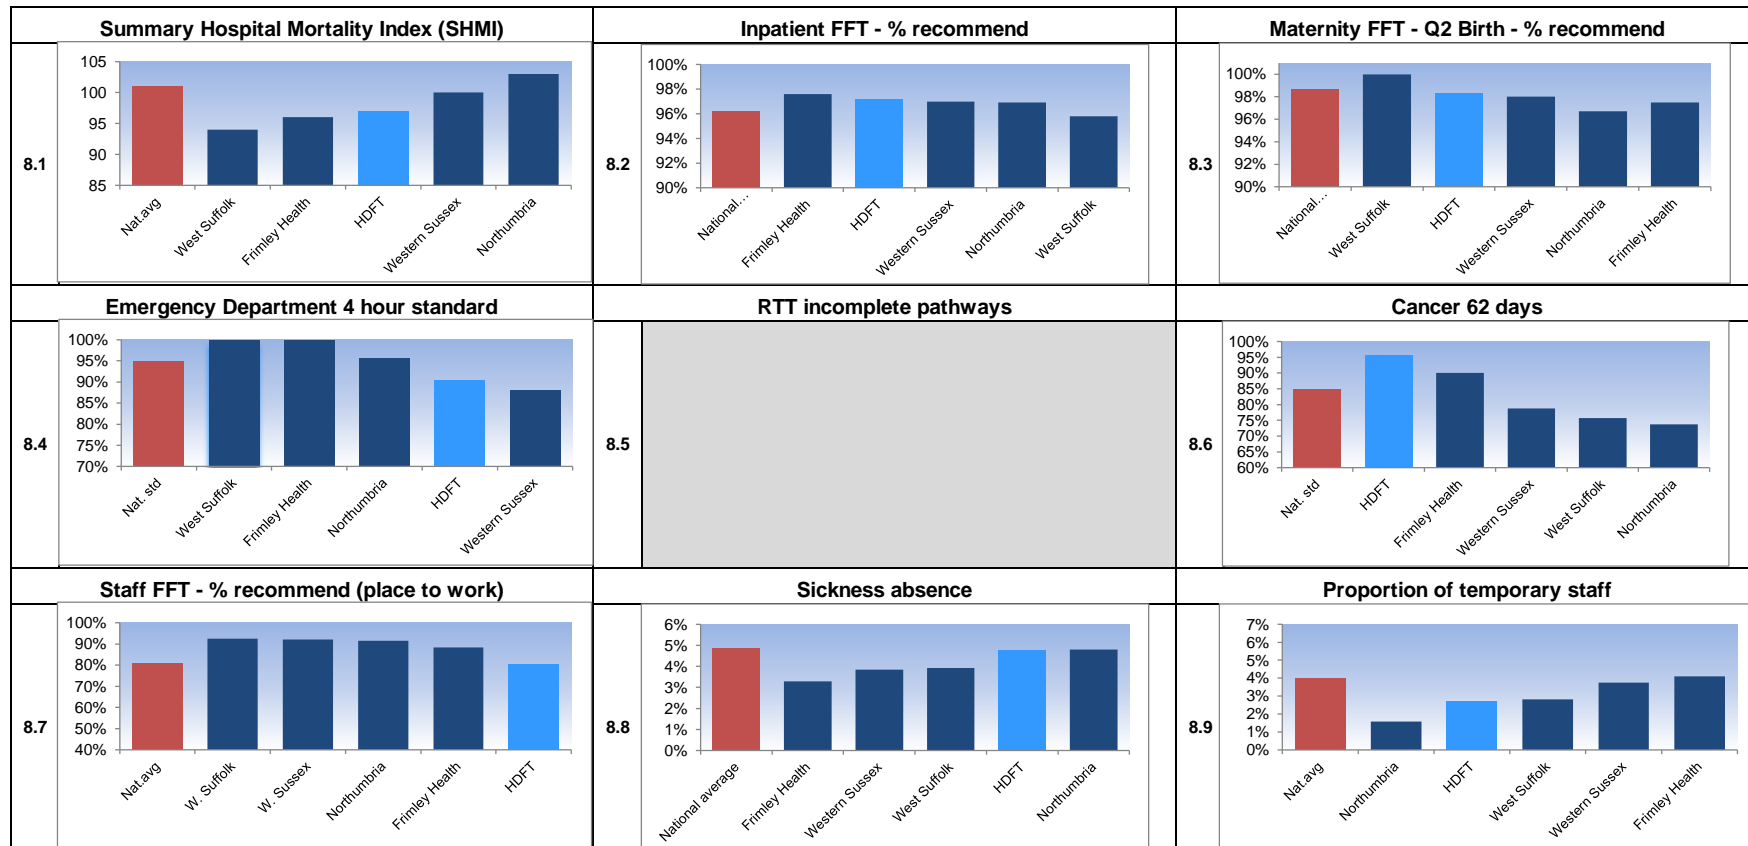 Summary Hospital Mortality Index (SHMI)
8.1
105
100
95
90
85
Nat.avg
West Suffolk
Frimley Health
HDFT
Western Sussex
Northumbria
Inpatient FFT - % recommend
8.2
100%
98%
96%
94%
92%
90%
National...
Frimley Health
HDFT
Western Sussex
Northumbria
West Suffolk
Maternity FFT - Q2 Birth - % recommend
8.3
100%
98%
96%
94%
92%
90%
National...
West Suffolk
HDFT
Western Sussex
Northumbria
Frimley Health
Emergency Department 4 hour standard
8.4
100%
95%
90%
85%
80%
75%
70%
Nat. std
West Suffolk
Frimley Health
Northumbria
HDFT
Western Sussex
RTT incomplete pathways
8.5
Cancer 62 days
8.6
100%
95%
90%
85%
80%
75%
70%
65%
60%
Nat. std
HDFT
Frimley Health
Western Sussex
West Suffolk
Northumbria
Staff FFT - % recommend (place to work)
8.7
100%
90%
80%
70%
60%
50%
40%
Nat.avg
W. Suffolk
W. Sussex
Northumbria
Frimley Health
HDFT
Sickness absence
8.8
6%
5%
4%
3%
2%
1%
0%
National average
Frimley Health
Western Sussex
West Suffolk
HDFT
Northumbria
Proportion of temporary staff
8.9
7%
6%
5%
4%
3%
2%
1%
0%
Nat.avg
Northumbria
HDFT
West Suffolk
Western Sussex
Frimley Health